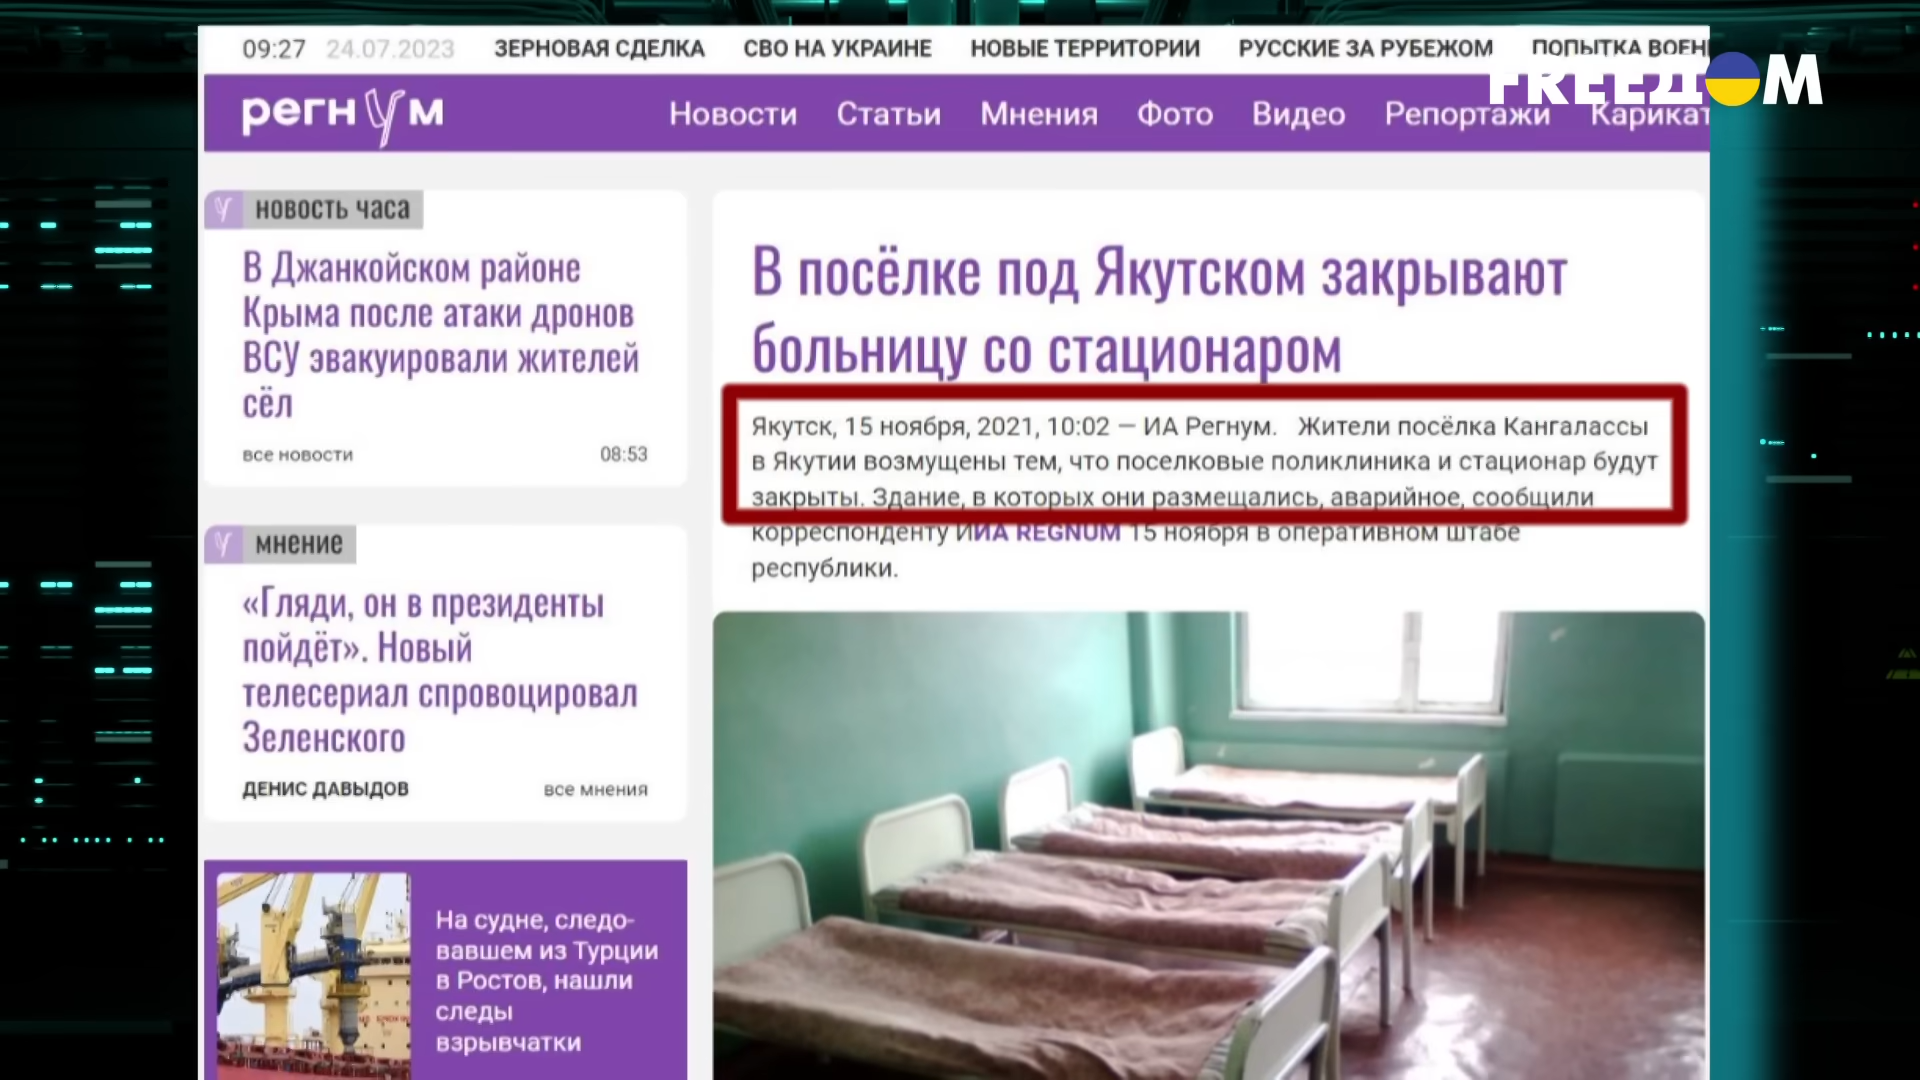 09:27 24.07.2023 ЗЕРНОВАЯ СДЕЛКА СВО НА УКРАИНЕ НОВЫЕ ТЕРРИТОРИИ РУССКИЕ ЗА РУБЕЖОМ ПОПЫТКА ВОЕН
FREEДOM
регнум Новости Статьи Мнения Фото Видео Репортажи Карикат
новость часа
В Джанкойском районе
Крыма после атаки дронов
ВСУ эвакуировали жителей
сёл
все новости 08:53
мнение
«Гляди, он в президенты
пойдёт». Новый
телесериал спровоцировал
Зеленского
ДЕНИС ДАВЫДОВ все мнения
На судне, следо-
вавшем из Турции
в Ростов, нашли
следы
взрывчатки
В посёлке под Якутском закрывают
больницу со стационаром
Якутск, 15 ноября, 2021, 10:02 — ИА Регнум. Жители посёлка Кангалассы
в Якутии возмущены тем, что поселковые поликлиника и стационар будут
закрыты. Здание, в которых они размещались, аварийное, сообщили
корреспонденту ИИА REGNUM 15 ноября в оперативном штабе
республики.